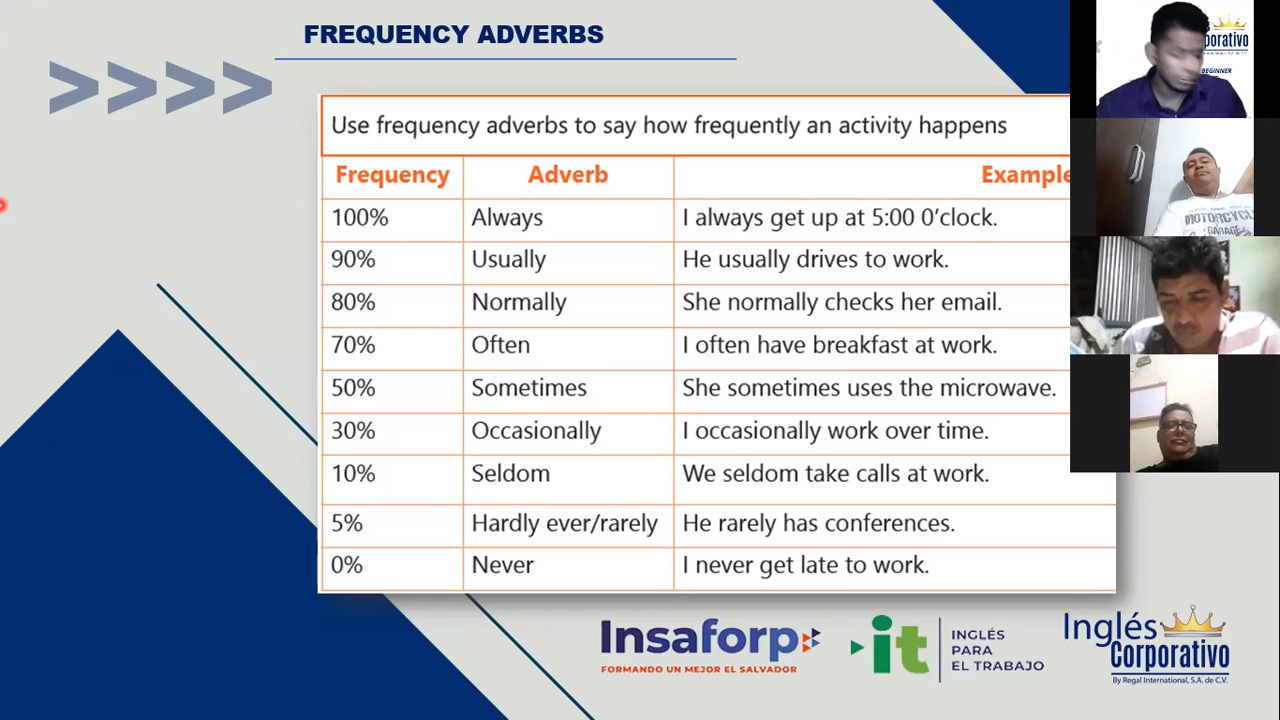 FREQUENCY ADVERBS
>>>>
Use frequency adverbs to say how frequently an activity happens
Frequency Adverb Example
100% Always I always get up at 5:00 0’clock.
90% Usually He usually drives to work.
80% Normally She normally checks her email.
70% Often I often have breakfast at work.
50% Sometimes She sometimes uses the microwave.
30% Occasionally I occasionally work over time.
10% Seldom We seldom take calls at work.
5% Hardly ever/rarely He rarely has conferences.
0% Never I never get late to work.
porativo
BEGINNER
MOTORCYCLE
GARAGE
Insaforp
FORMANDO UN MEJOR EL SALVADOR
it
INGLÉS
PARA
EL TRABAJO
Inglés
Corporativo
By Regal International, S.A. de C.V.